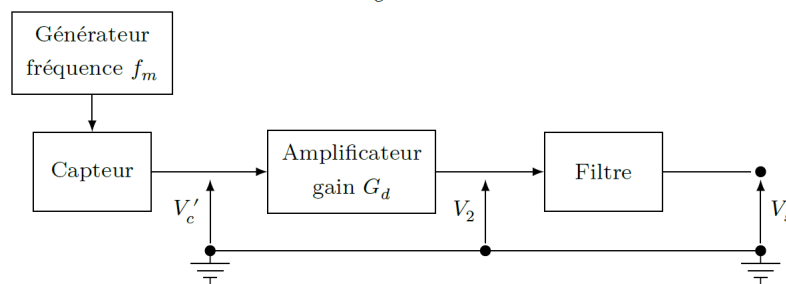 Générateur
fréquence f_m
Capteur
Amplificateur
gain G_d
Filtre
V_c'
V_2